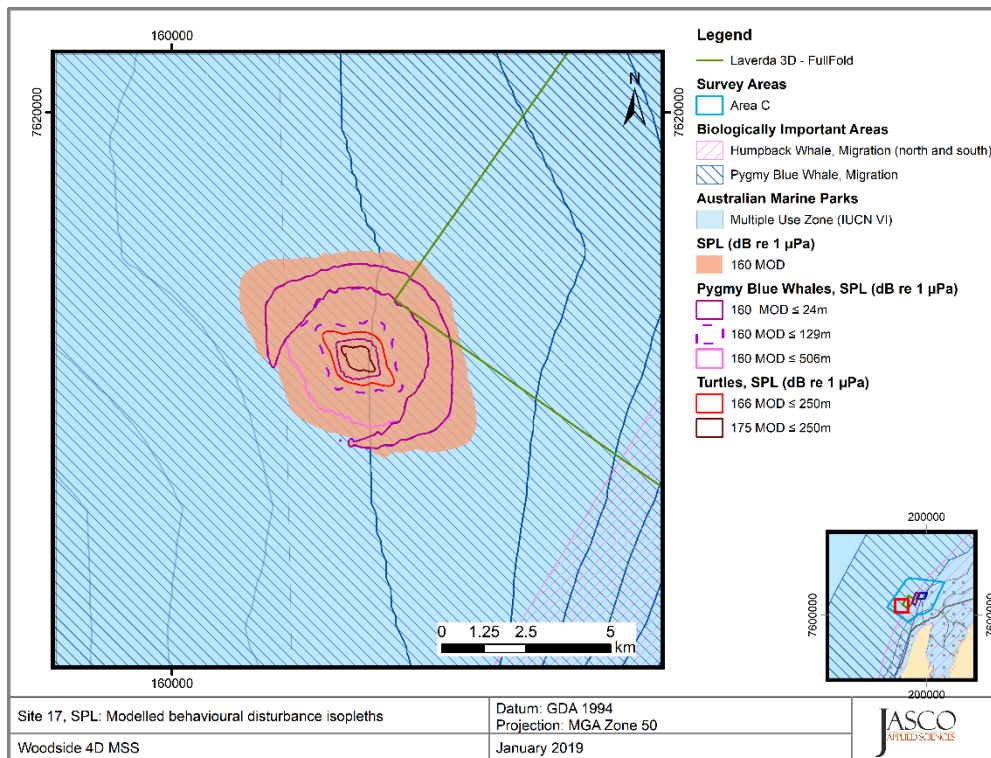 160000
7620000
7620000
N
0 1.25 2.5 5
km
160000
Legend
Laverda 3D - FullFold
Survey Areas
Area C
Biologically Important Areas
Humpback Whale, Migration (north and south)
Pygmy Blue Whale, Migration
Australian Marine Parks
Multiple Use Zone (IUCN VI)
SPL (dB re 1 µPa)
160 MOD
Pygmy Blue Whales, SPL (dB re 1 µPa)
160 MOD ≤ 24m
160 MOD ≤ 129m
160 MOD ≤ 506m
Turtles, SPL (dB re 1 µPa)
166 MOD ≤ 250m
175 MOD ≤ 250m
200000
7600000
7600000
200000
Site 17, SPL: Modelled behavioural disturbance isopleths
Woodside 4D MSS
Datum: GDA 1994
Projection: MGA Zone 50
January 2019
JASCO
APPLIED SCIENCES